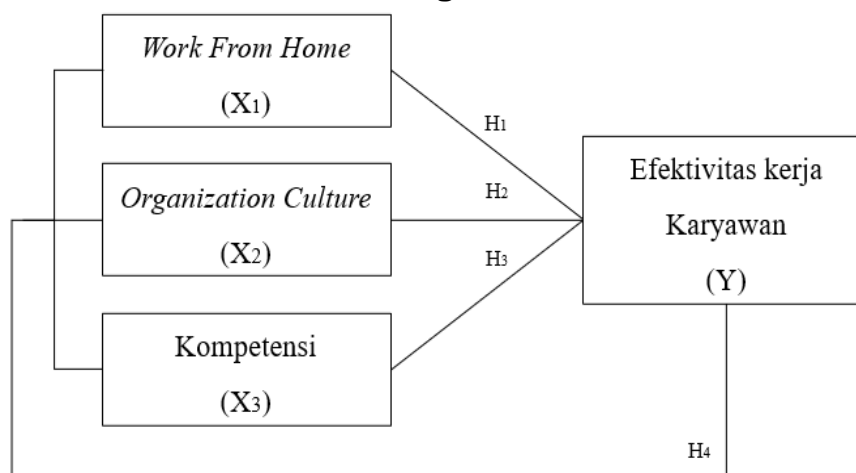 Work From Home
(X1)
H1
Organization Culture
(X2)
H2
Kompetensi
(X3)
H3
Efektivitas kerja
Karyawan
(Y)
H4